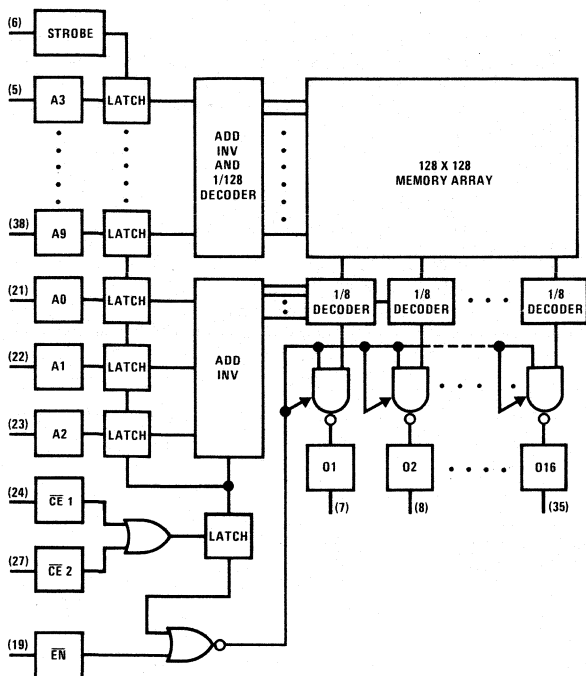 (6)
STROBE
(5)
A3
LATCH
ADD
INV
AND
1/128
DECODER
128 X 128
MEMORY ARRAY
(38)
A9
LATCH
(21)
A0
LATCH
ADD
INV
1/8
DECODER
1/8
DECODER
1/8
DECODER
(22)
A1
LATCH
(23)
A2
LATCH
O1
O2
O16
(7)
(8)
(35)
(24)
CE 1
LATCH
(27)
CE 2
(19)
EN